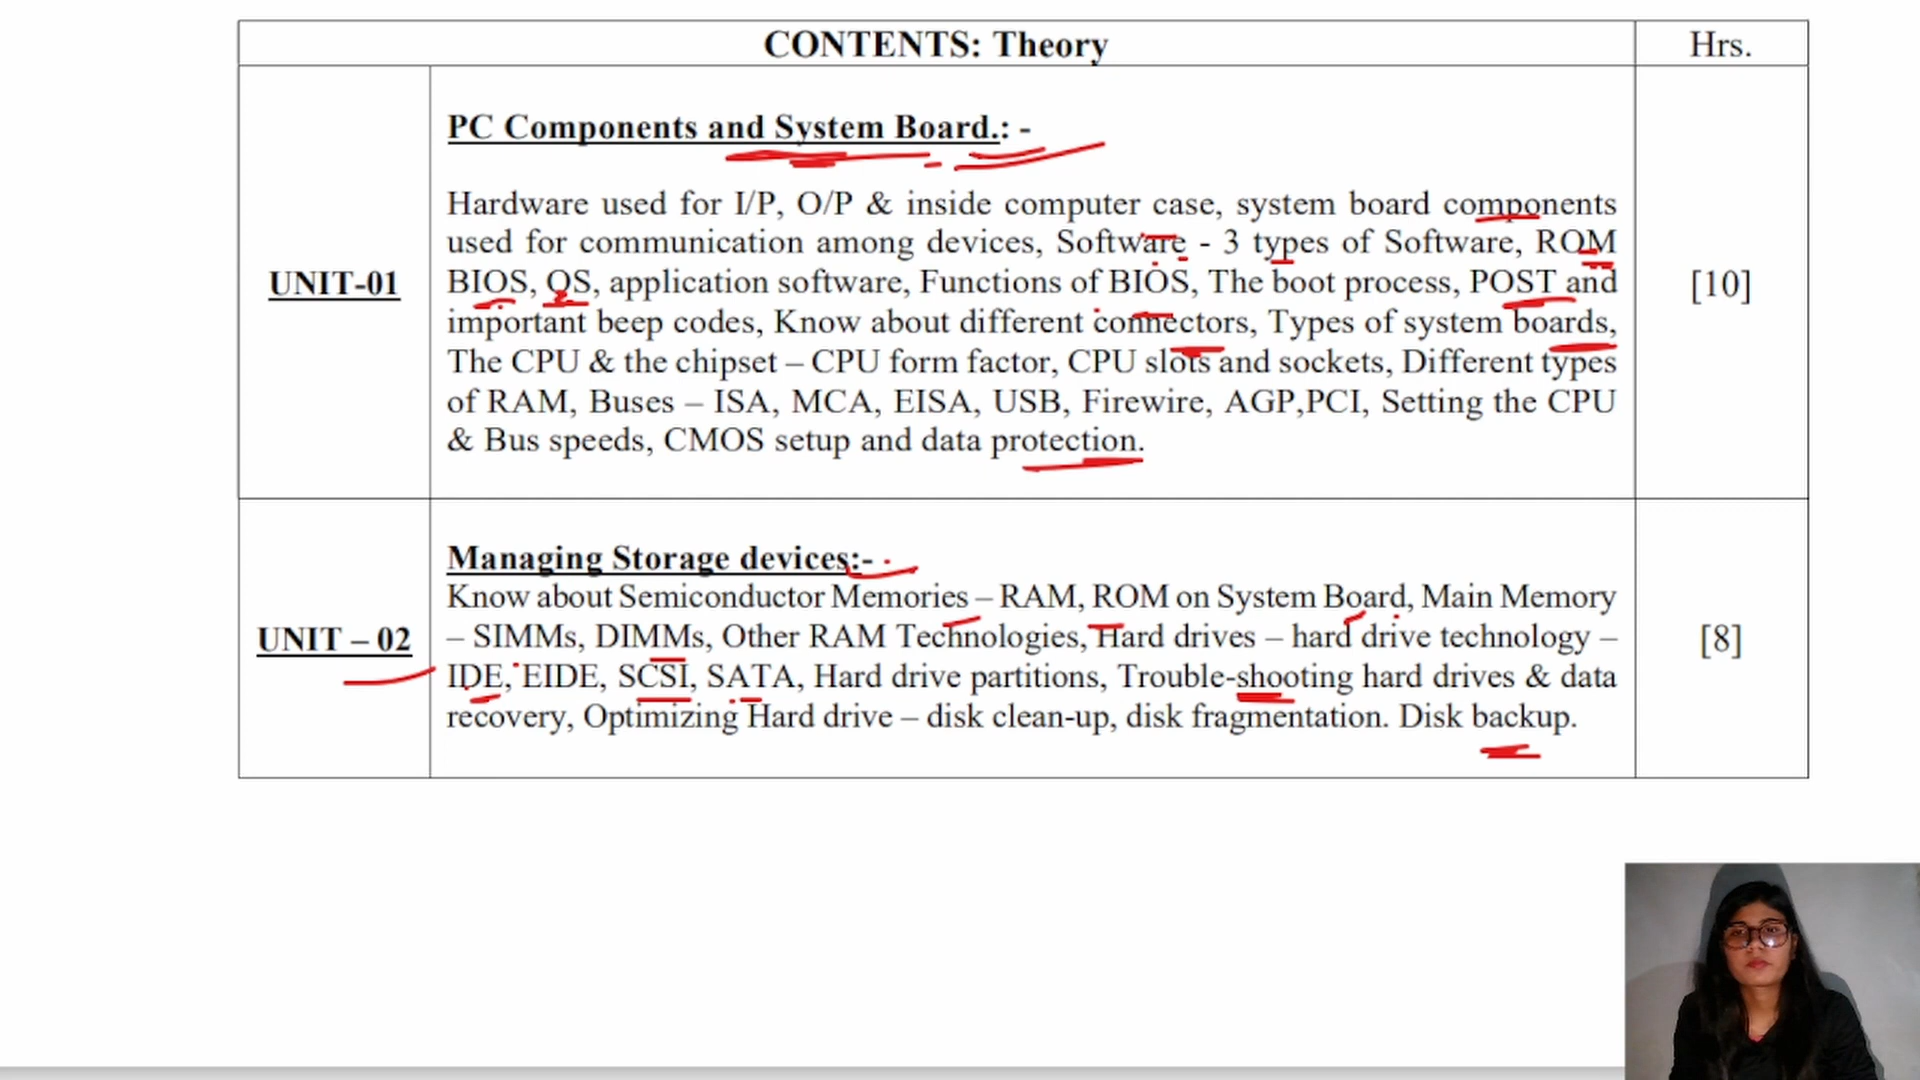 CONTENTS: Theory
Hrs.
PC Components and System Board.: -
Hardware used for I/P, O/P & inside computer case, system board components
used for communication among devices, Software - 3 types of Software, ROM
UNIT-01
BIOS, OS, application software, Functions of BIOS, The boot process, POST and
[10]
important beep codes, Know about different connectors, Types of system boards,
The CPU & the chipset – CPU form factor, CPU slots and sockets, Different types
of RAM, Buses – ISA, MCA, EISA, USB, Firewire, AGP,PCI, Setting the CPU
& Bus speeds, CMOS setup and data protection.
Managing Storage devices:-
Know about Semiconductor Memories – RAM, ROM on System Board, Main Memory
UNIT – 02
– SIMMs, DIMMs, Other RAM Technologies, Hard drives – hard drive technology –
[8]
IDE, EIDE, SCSI, SATA, Hard drive partitions, Trouble-shooting hard drives & data
recovery, Optimizing Hard drive – disk clean-up, disk fragmentation. Disk backup.